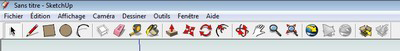 Sans titre - SketchUp
Fichier Édition Affichage Caméra Dessiner Outils Fenêtre Aide